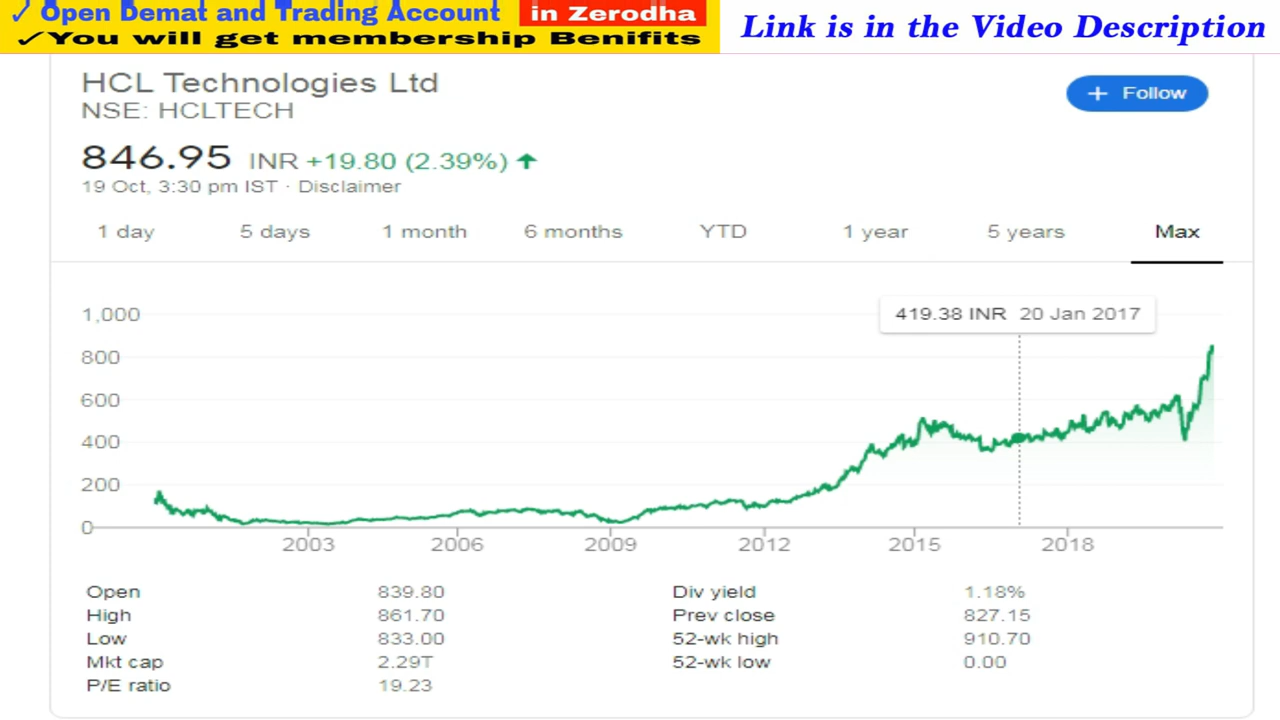 ✓ Open Demat and Trading Account in Zerodha
✓You will get membership Benifits
Link is in the Video Description
HCL Technologies Ltd
NSE: HCLTECH
+ Follow
846.95 INR +19.80 (2.39%) ↑
19 Oct, 3:30 pm IST · Disclaimer
1 day 5 days 1 month 6 months YTD 1 year 5 years Max
419.38 INR 20 Jan 2017
1,000
800
600
400
200
0
2003 2006 2009 2012 2015 2018
Open 839.80 Div yield 1.18%
High 861.70 Prev close 827.15
Low 833.00 52-wk high 910.70
Mkt cap 2.29T 52-wk low 0.00
P/E ratio 19.23